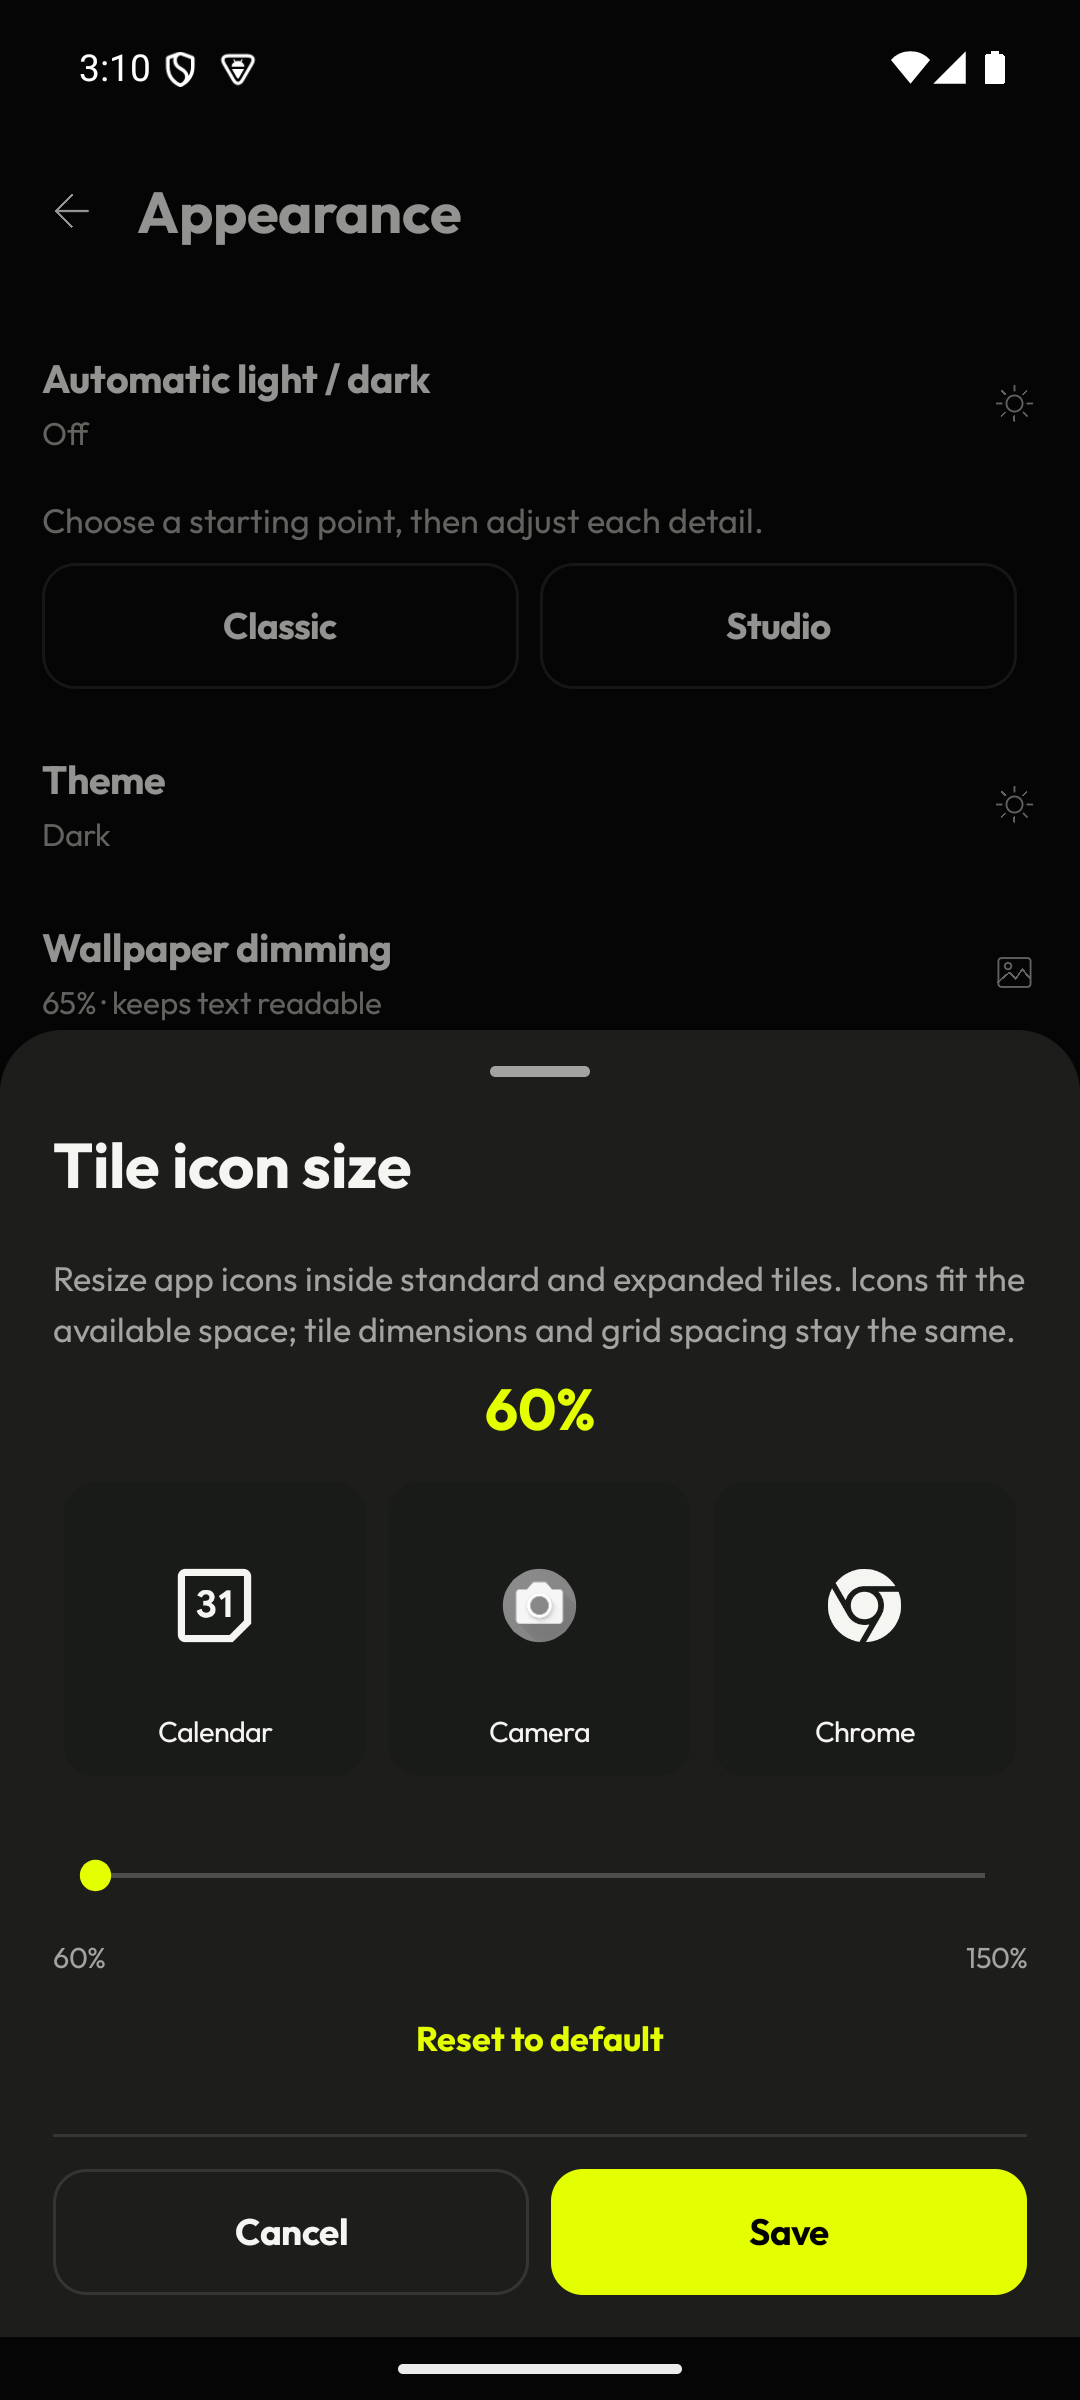 3:10
Appearance
Automatic light / dark
Off
Choose a starting point, then adjust each detail.
Classic
Studio
Theme
Dark
Wallpaper dimming
65% · keeps text readable
Tile icon size
Resize app icons inside standard and expanded tiles. Icons fit the
available space; tile dimensions and grid spacing stay the same.
60%
31
Calendar
Camera
Chrome
60%
150%
Reset to default
Cancel
Save